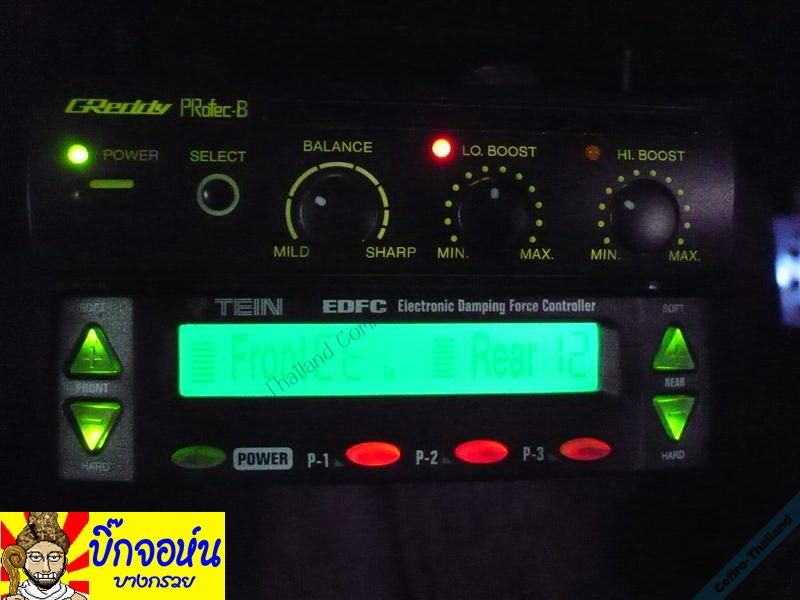 GReddy PRofec-B
POWER
SELECT
BALANCE
LO. BOOST
HI. BOOST
MILD
SHARP
MIN.
MAX.
MIN.
MAX.
SOFT
TEIN
EDFC Electronic Damping Force Controller
SOFT
Front
Rear 12
Thailand
FRONT
REAR
HARD
POWER
P-1
P-2
P-3
HARD
บิ๊กจอห์น
บางกรวย
Cefiro-Thailand